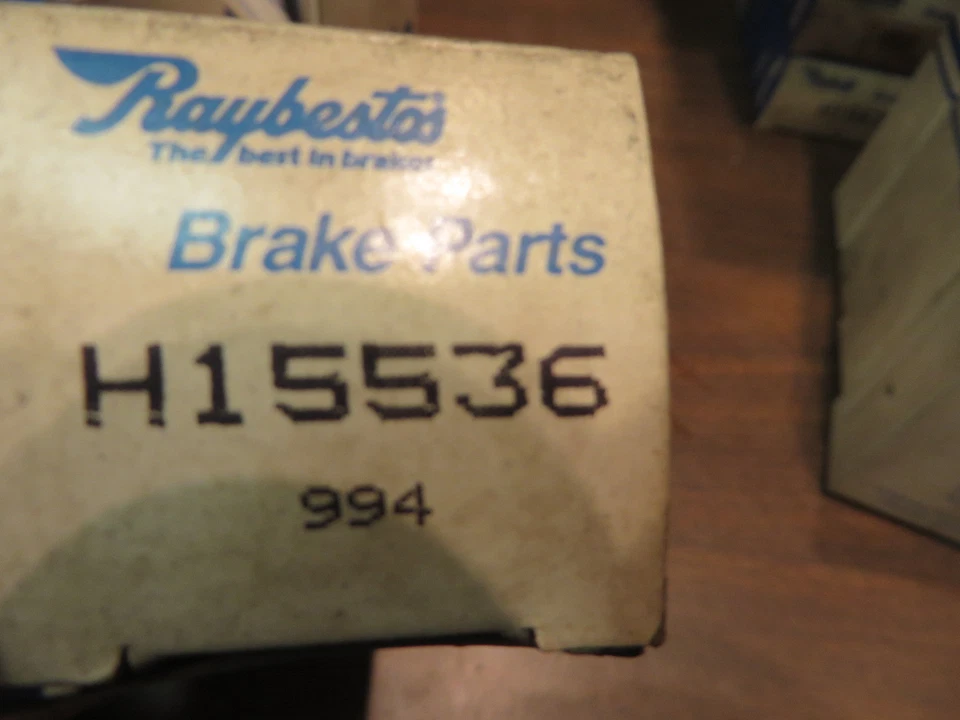 Raybestos
The best in brakes
Brake Parts
H15536
994